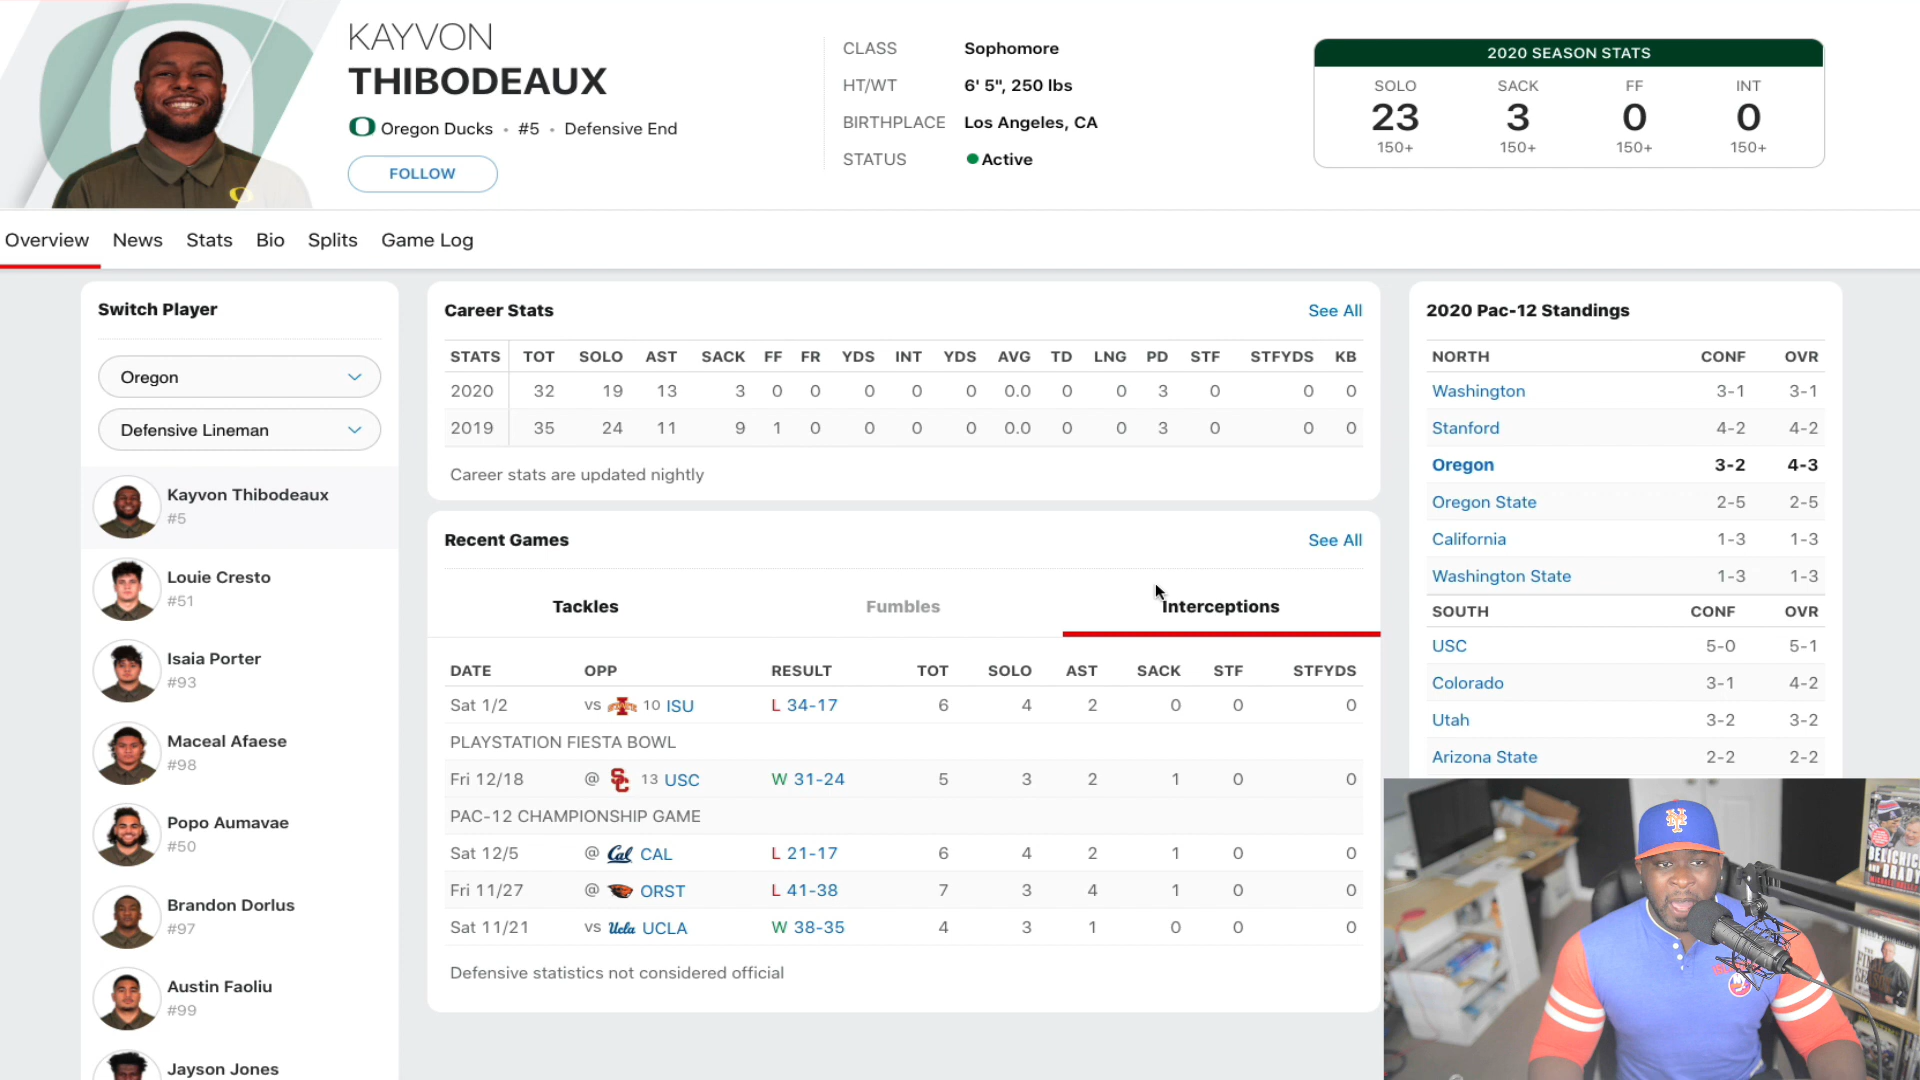 KAYVON
THIBODEAUX
Oregon Ducks • #5 • Defensive End
FOLLOW
CLASS Sophomore
HT/WT 6' 5", 250 lbs
BIRTHPLACE Los Angeles, CA
STATUS Active
2020 SEASON STATS
SOLO SACK FF INT
23 3 0 0
150+ 150+ 150+ 150+
Overview News Stats Bio Splits Game Log
Switch Player
Oregon
Defensive Lineman
Kayvon Thibodeaux
#5
Louie Cresto
#51
Isaia Porter
#93
Maceal Afaese
#98
Popo Aumavae
#50
Brandon Dorlus
#97
Austin Faoliu
#99
Jayson Jones
Career Stats See All
STATS TOT SOLO AST SACK FF FR YDS INT YDS AVG TD LNG PD STF STFYDS KB
2020 32 19 13 3 0 0 0 0 0 0.0 0 0 3 0 0 0
2019 35 24 11 9 1 0 0 0 0 0.0 0 0 3 0 0 0
Career stats are updated nightly
Recent Games See All
Tackles Fumbles Interceptions
DATE OPP RESULT TOT SOLO AST SACK STF STFYDS
Sat 1/2 vs 10 ISU L 34-17 6 4 2 0 0 0
PLAYSTATION FIESTA BOWL
Fri 12/18 @ SC 13 USC W 31-24 5 3 2 1 0 0
PAC-12 CHAMPIONSHIP GAME
Sat 12/5 @ Cal CAL L 21-17 6 4 2 1 0 0
Fri 11/27 @ ORST L 41-38 7 3 4 1 0 0
Sat 11/21 vs Ucla UCLA W 38-35 4 3 1 0 0 0
Defensive statistics not considered official
2020 Pac-12 Standings
NORTH CONF OVR
Washington 3-1 3-1
Stanford 4-2 4-2
Oregon 3-2 4-3
Oregon State 2-5 2-5
California 1-3 1-3
Washington State 1-3 1-3
SOUTH CONF OVR
USC 5-0 5-1
Colorado 3-1 4-2
Utah 3-2 3-2
Arizona State 2-2 2-2
NY
BELICHICK
AND BRADY